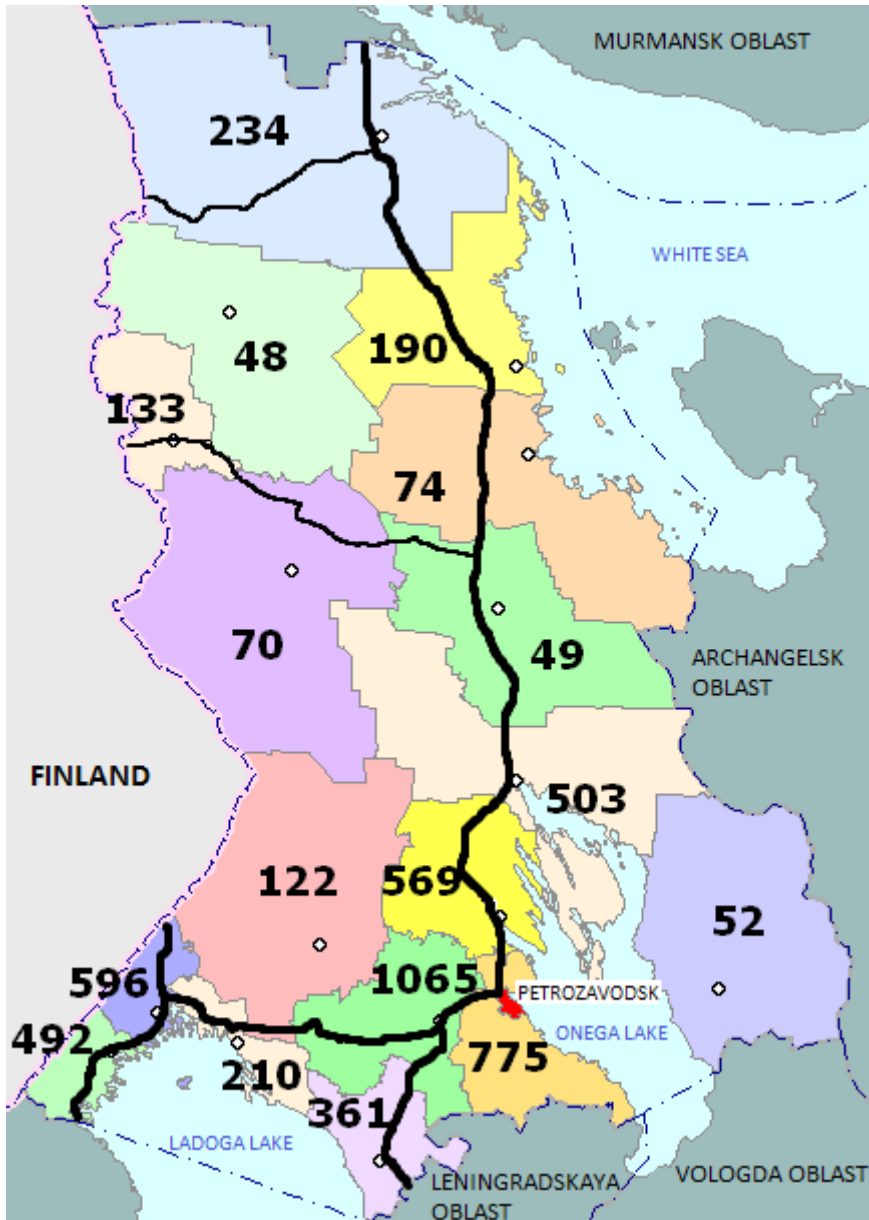 MURMANSK OBLAST
234
WHITE SEA
48
190
133
74
70
49
ARCHANGELSK
OBLAST
FINLAND
503
122
569
52
596
1065
PETROZAVODSK
492
ONEGA LAKE
775
210
361
LADOGA LAKE
LENINGRADSKAYA
OBLAST
VOLOGDA OBLAST